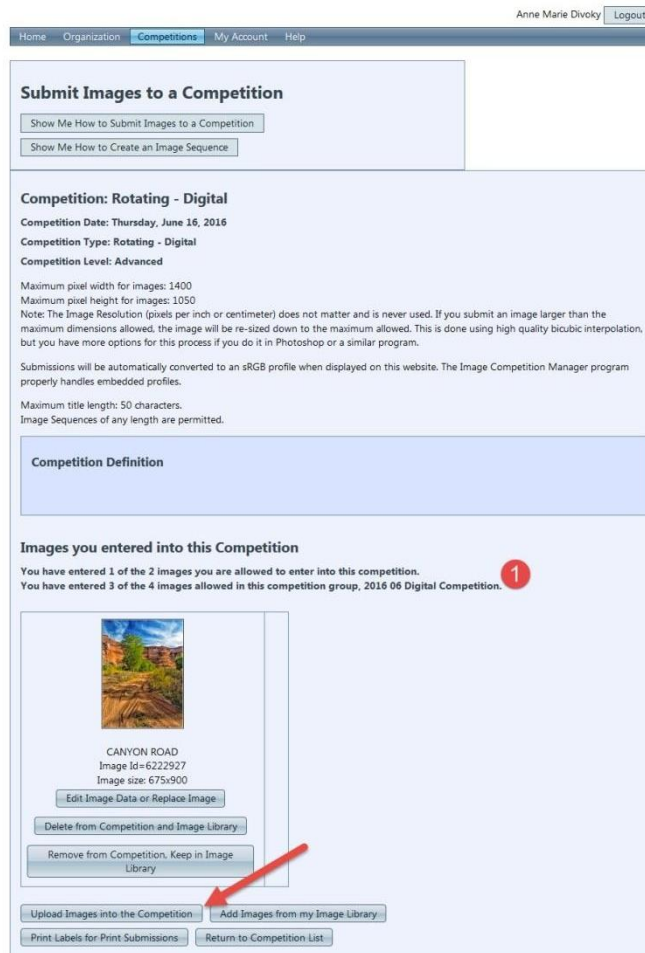 Anne Marie Divoky Logout
Home Organization Competitions My Account Help
Submit Images to a Competition
Show Me How to Submit Images to a Competition
Show Me How to Create an Image Sequence
Competition: Rotating - Digital
Competition Date: Thursday, June 16, 2016
Competition Type: Rotating - Digital
Competition Level: Advanced
Maximum pixel width for images: 1400
Maximum pixel height for images: 1050
Note: The Image Resolution (pixels per inch or centimeter) does not matter and is never used. If you submit an image larger than the
maximum dimensions allowed, the image will be re-sized down to the maximum allowed. This is done using high quality bicubic interpolation,
but you have more options for this process if you do it in Photoshop or a similar program.
Submissions will be automatically converted to an sRGB profile when displayed on this website. The Image Competition Manager program
properly handles embedded profiles.
Maximum title length: 50 characters.
Image Sequences of any length are permitted.
Competition Definition
Images you entered into this Competition
You have entered 1 of the 2 images you are allowed to enter into this competition.
You have entered 3 of the 4 images allowed in this competition group, 2016 06 Digital Competition.
1
CANYON ROAD
Image Id=6222927
Image size: 675x900
Edit Image Data or Replace Image
Delete from Competition and Image Library
Remove from Competition, Keep in Image
Library
Upload Images into the Competition Add Images from my Image Library
Print Labels for Print Submissions Return to Competition List